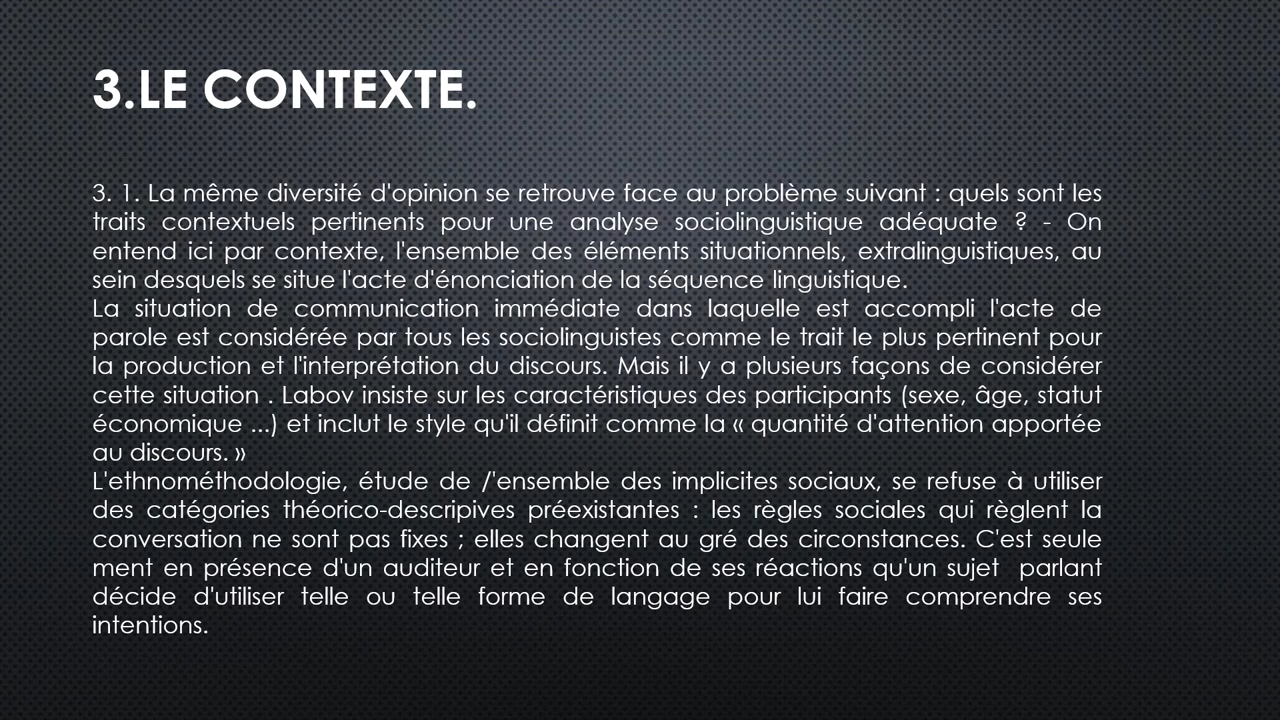 3.LE CONTEXTE.
3. 1. La même diversité d'opinion se retrouve face au problème suivant : quels sont les
traits contextuels pertinents pour une analyse sociolinguistique adéquate ? - On
entend ici par contexte, l'ensemble des éléments situationnels, extralinguistiques, au
sein desquels se situe l'acte d'énonciation de la séquence linguistique.
La situation de communication immédiate dans laquelle est accompli l'acte de
parole est considérée par tous les sociolinguistes comme le trait le plus pertinent pour
la production et l'interprétation du discours. Mais il y a plusieurs façons de considérer
cette situation . Labov insiste sur les caractéristiques des participants (sexe, âge, statut
économique ...) et inclut le style qu'il définit comme la « quantité d'attention apportée
au discours. »
L'ethnométhodologie, étude de /'ensemble des implicites sociaux, se refuse à utiliser
des catégories théorico-descripives préexistantes : les règles sociales qui règlent la
conversation ne sont pas fixes ; elles changent au gré des circonstances. C'est seule
ment en présence d'un auditeur et en fonction de ses réactions qu'un sujet  parlant
décide d'utiliser telle ou telle forme de langage pour lui faire comprendre ses
intentions.